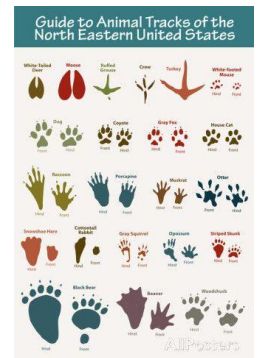 Guide to Animal Tracks of the
North Eastern United States
White-Tailed
Deer
Moose
Ruffed
Grouse
Crow
Turkey
White-footed
Mouse
Hind
Front
Dog
Coyote
Gray Fox
House Cat
Hind
Front
Hind
Front
Hind
Front
Hind
Front
Raccoon
Porcupine
Muskrat
Otter
Hind
Front
Hind
Front
Hind
Front
Hind
Front
Snowshoe Hare
Cottontail
Rabbit
Gray Squirrel
Opossum
Striped Skunk
Hind
Front
Hind
Front
Hind
Front
Hind
Front
Hind
Front
Black Bear
Beaver
Woodchuck
Hind
Front
Hind
Front
Hind
Front
AllPosters